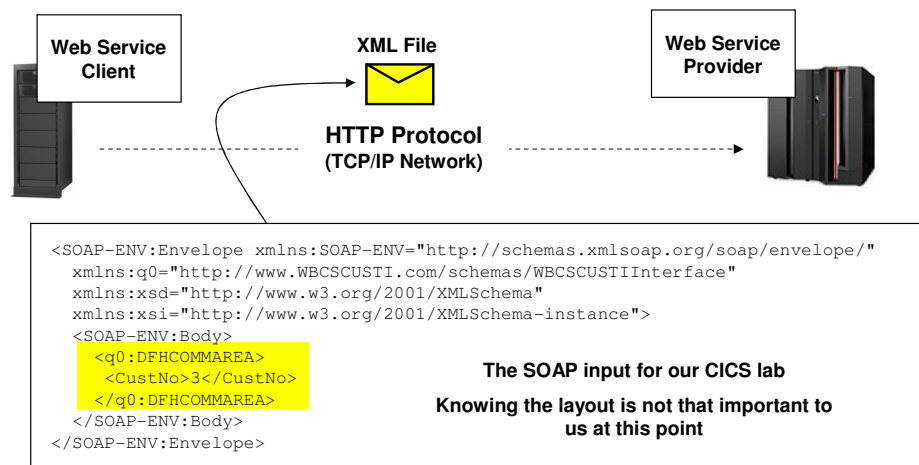 Web Service
Client
XML File
Web Service
Provider
HTTP Protocol
(TCP/IP Network)
<SOAP-ENV:Envelope xmlns:SOAP-ENV="http://schemas.xmlsoap.org/soap/envelope/"
xmlns:q0="http://www.WBCSCUSTI.com/schemas/WBCSCUSTIInterface"
xmlns:xsd="http://www.w3.org/2001/XMLSchema"
xmlns:xsi="http://www.w3.org/2001/XMLSchema-instance">
<SOAP-ENV:Body>
<q0:DFHCOMMAREA>
<CustNo>3</CustNo>
</q0:DFHCOMMAREA>
</SOAP-ENV:Body>
</SOAP-ENV:Envelope>
The SOAP input for our CICS lab
Knowing the layout is not that important to
us at this point